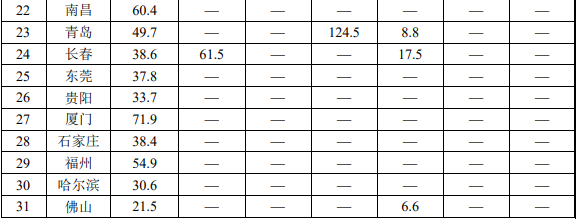 22 南昌 60.4 — — — — — —
23 青岛 49.7 — — 124.5 8.8 — —
24 长春 38.6 61.5 — — 17.5 — —
25 东莞 37.8 — — — — — —
26 贵阳 33.7 — — — — — —
27 厦门 71.9 — — — — — —
28 石家庄 38.4 — — — — — —
29 福州 54.9 — — — — — —
30 哈尔滨 30.6 — — — — — —
31 佛山 21.5 — — — 6.6 — —